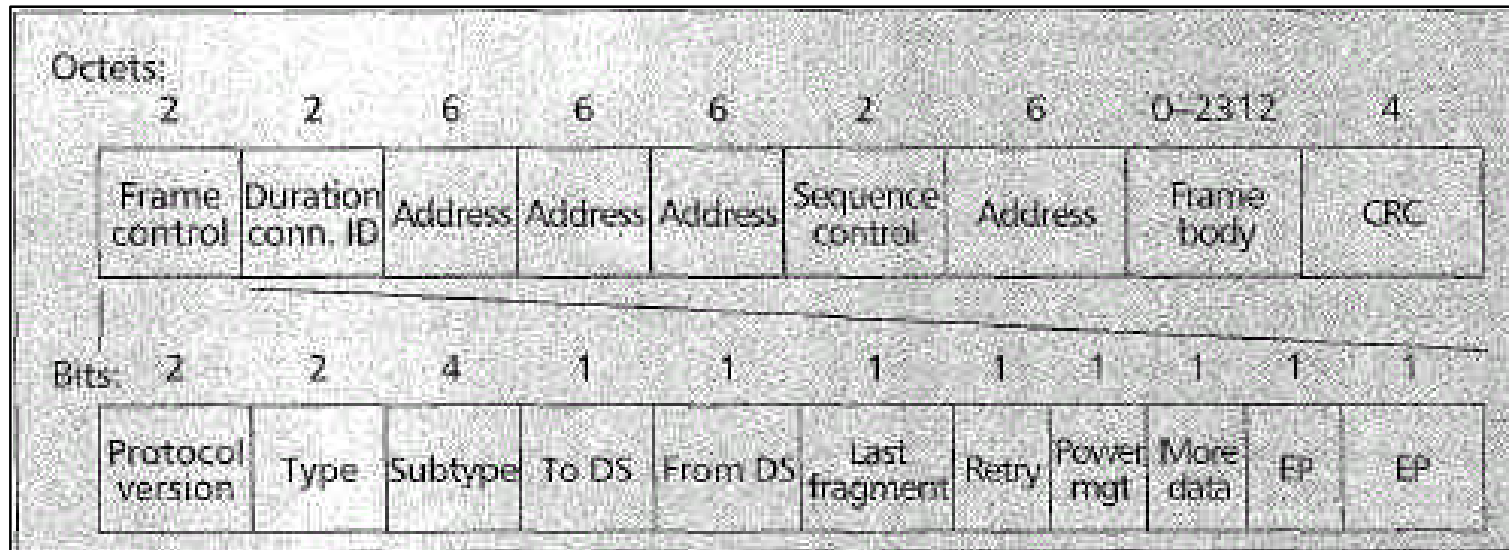 Octets:
2 2 6 6 6 2 6 0–2312 4
Frame control Duration conn. ID Address Address Address Sequence control Address Frame body CRC
Bits: 2 2 4 1 1 1 1 1 1 1 1
Protocol version Type Subtype To DS From DS Last fragment Retry Power mgt More data EP EP